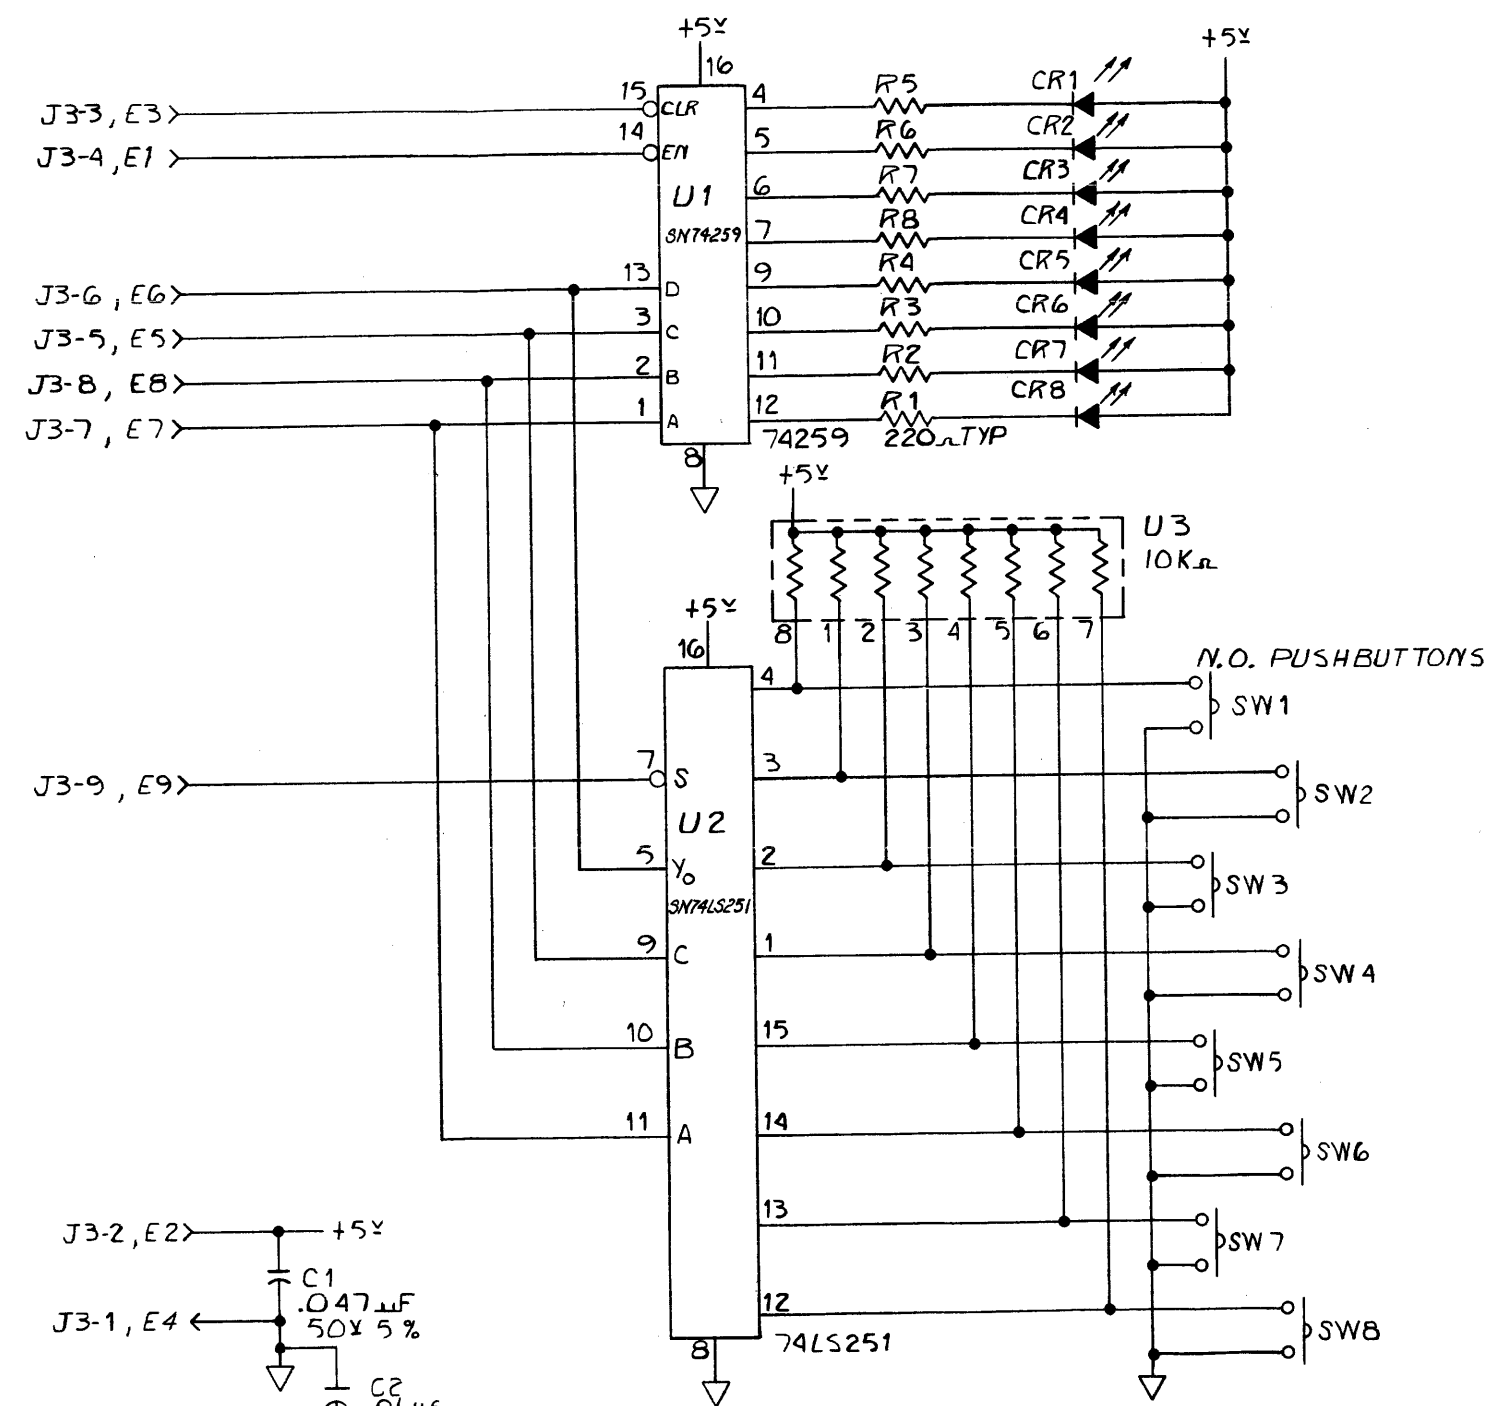 +5V
16
+5V
J3-3, E3
15
CLR
4
R5
CR1
J3-4, E1
14
EN
5
R6
CR2
U1
6
R7
CR3
SN74259
7
R8
CR4
J3-6, E6
13
D
9
R4
CR5
J3-5, E5
3
C
10
R3
CR6
J3-8, E8
2
B
11
R2
CR7
J3-7, E7
1
A
12
R1
CR8
74259
220Ω TYP
8
+5V
U3
10KΩ
8 1 2 3 4 5 6 7
+5V
16
N.O. PUSHBUTTONS
4
SW1
J3-9, E9
7
S
3
SW2
U2
5
Yo
2
SW3
SN74LS251
9
C
1
SW4
10
B
15
SW5
11
A
14
SW6
13
SW7
12
SW8
74LS251
8
J3-2, E2
+5V
C1
.047 µF
50V 5%
J3-1, E4
C2